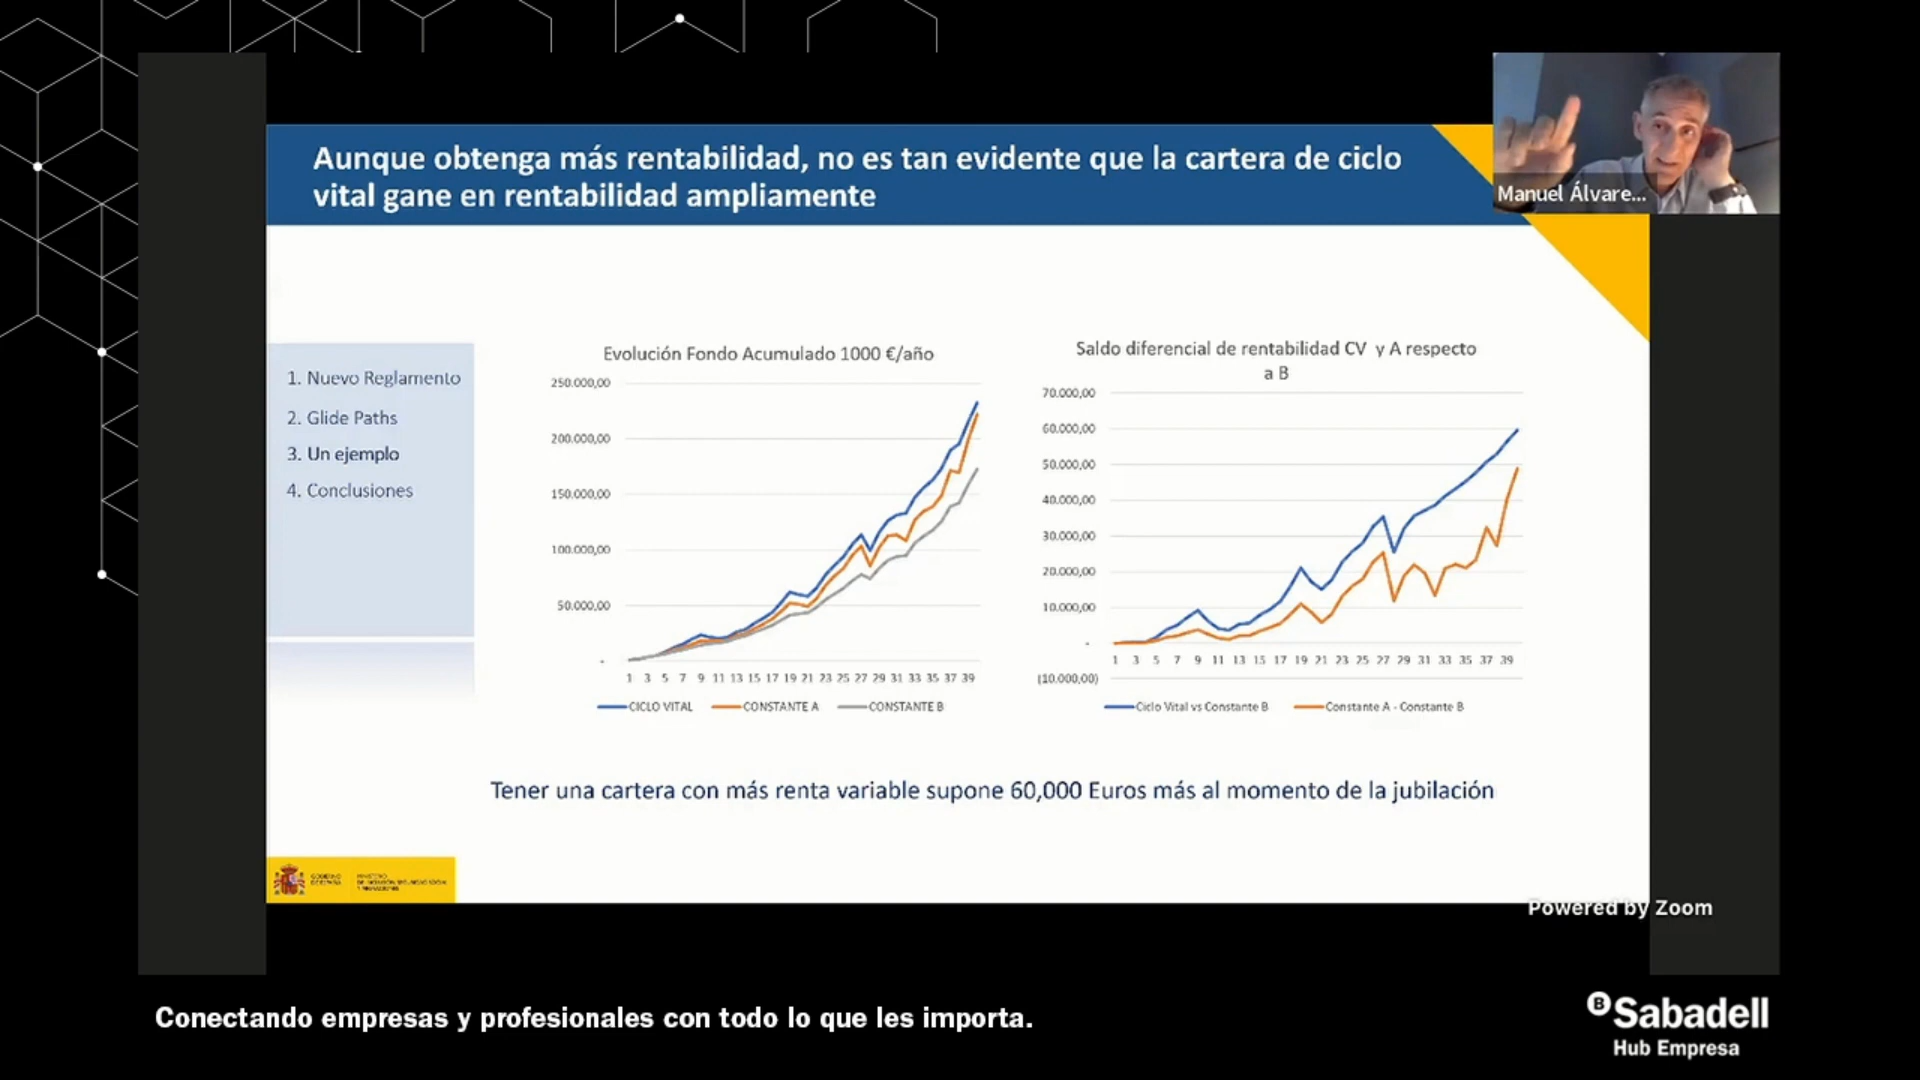 Aunque obtenga más rentabilidad, no es tan evidente que la cartera de ciclo
vital gane en rentabilidad ampliamente
Manuel Álvare...
1. Nuevo Reglamento
2. Glide Paths
3. Un ejemplo
4. Conclusiones
Evolución Fondo Acumulado 1000 €/año
250.000,00
200.000,00
150.000,00
100.000,00
50.000,00
-
1 3 5 7 9 11 13 15 17 19 21 23 25 27 29 31 33 35 37 39
CICLO VITAL CONSTANTE A CONSTANTE B
Saldo diferencial de rentabilidad CV y A respecto
a B
70.000,00
60.000,00
50.000,00
40.000,00
30.000,00
20.000,00
10.000,00
-
1 3 5 7 9 11 13 15 17 19 21 23 25 27 29 31 33 35 37 39
(10.000,00)
Ciclo Vital vs Constante B Constante A - Constante B
Tener una cartera con más renta variable supone 60,000 Euros más al momento de la jubilación
GOBIERNO
DE ESPAÑA
MINISTERIO
Powered by Zoom
Conectando empresas y profesionales con todo lo que les importa.
B Sabadell
Hub Empresa